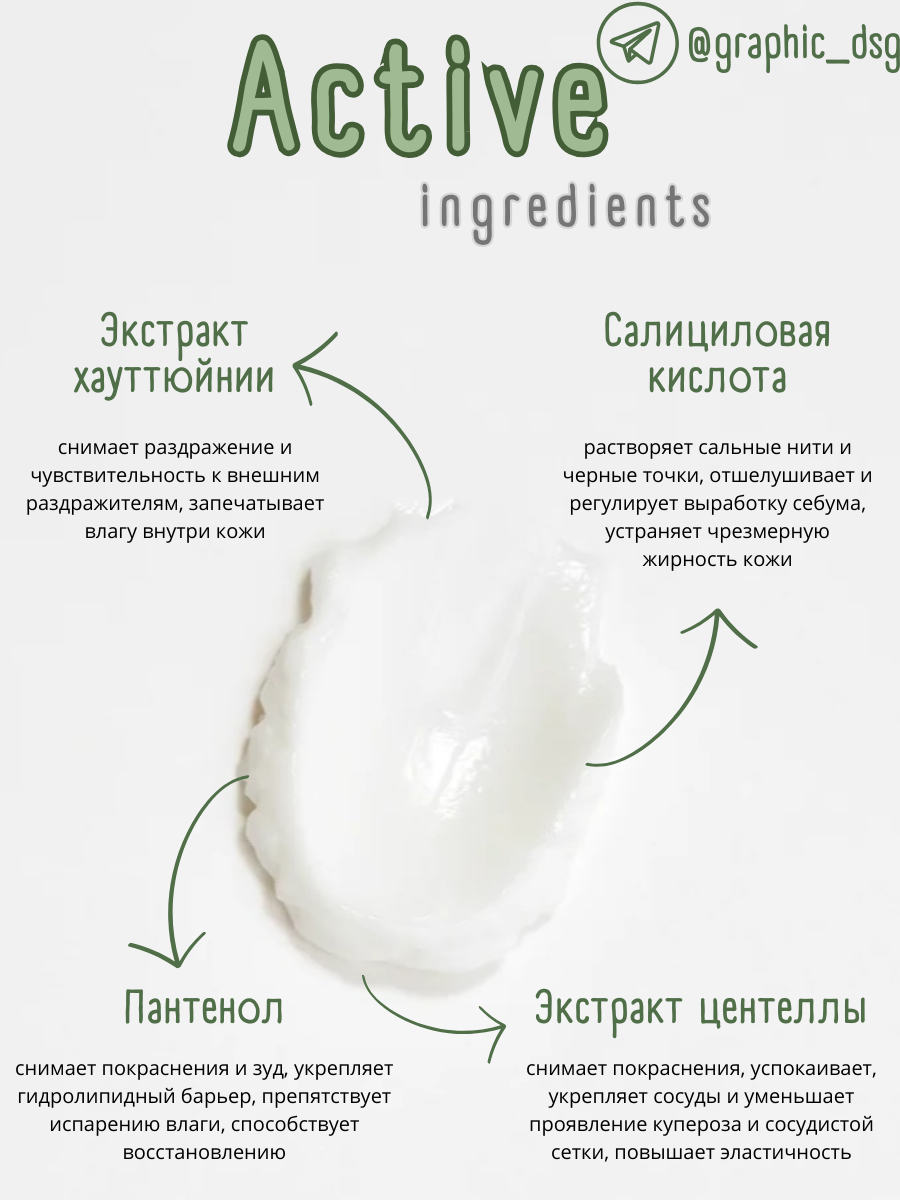 @graphic_dsg
Active
ingredients
Экстракт
хауттюйнии
снимает раздражение и
чувствительность к внешним
раздражителям, запечатывает
влагу внутри кожи
Салициловая
кислота
растворяет сальные нити и
черные точки, отшелушивает и
регулирует выработку себума,
устраняет чрезмерную
жирность кожи
Пантенол
снимает покраснения и зуд, укрепляет
гидролипидный барьер, препятствует
испарению влаги, способствует
восстановлению
Экстракт центеллы
снимает покраснения, успокаивает,
укрепляет сосуды и уменьшает
проявление купероза и сосудистой
сетки, повышает эластичность